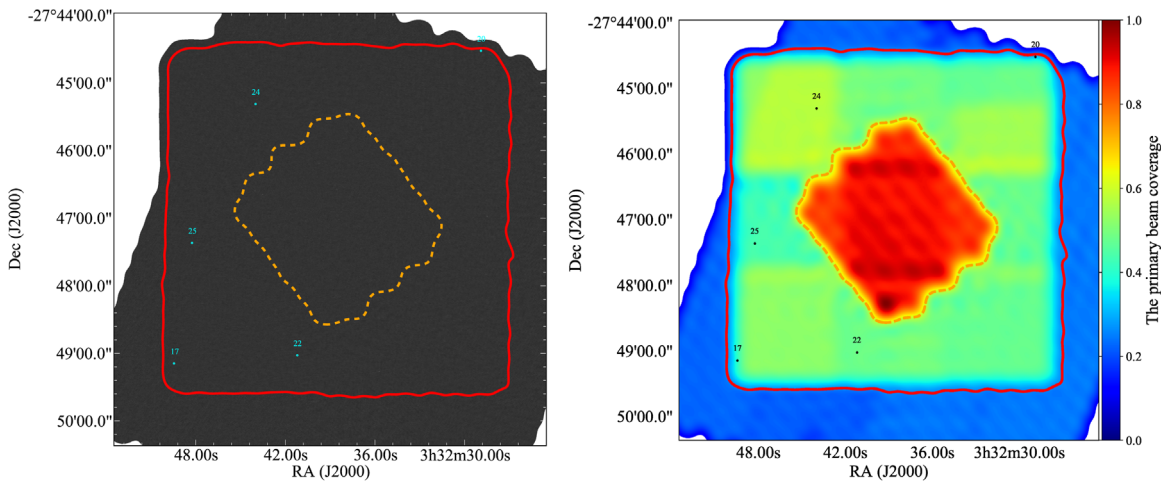 -27°44'00.0"
45'00.0"
46'00.0"
47'00.0"
48'00.0"
49'00.0"
50'00.0"
Dec (J2000)
20
24
25
22
17
48.00s
42.00s
36.00s
3h32m30.00s
RA (J2000)
-27°44'00.0"
45'00.0"
46'00.0"
47'00.0"
48'00.0"
49'00.0"
50'00.0"
Dec (J2000)
20
24
25
22
17
48.00s
42.00s
36.00s
3h32m30.00s
RA (J2000)
1.0
0.8
0.6
0.4
0.2
0.0
The primary beam coverage